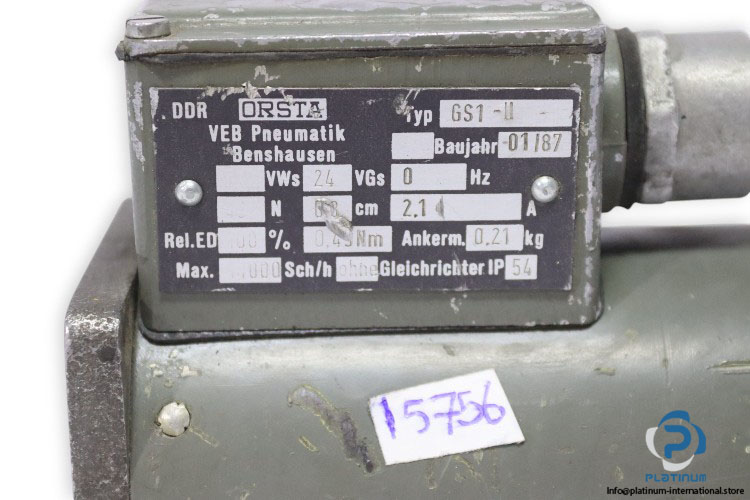 DDR ORSTA Typ GS1 -
VEB Pneumatik
Benshausen
Baujahr 01/87
VWs 24 VGs 0 Hz
N cm 2.1 A
Rel.ED % Nm Ankerm. 0.21 kg
Max. Sch/h ohne Gleichrichter IP 54
15756
PLATINUM
Info@platinum-international.store